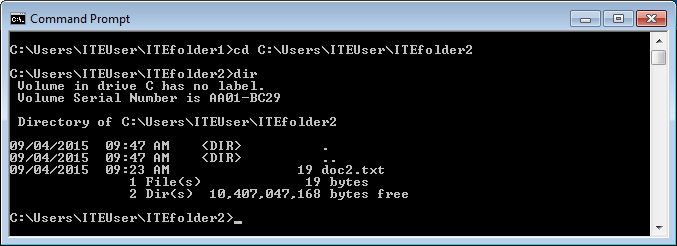 Command Prompt
C:\Users\ITEUser\ITEfolder1>cd C:\Users\ITEUser\ITEfolder2
C:\Users\ITEUser\ITEfolder2>dir
 Volume in drive C has no label.
 Volume Serial Number is AA01-BC29
 Directory of C:\Users\ITEUser\ITEfolder2
09/04/2015  09:47 AM    <DIR>          .
09/04/2015  09:47 AM    <DIR>          ..
09/04/2015  09:23 AM                19 doc2.txt
               1 File(s)             19 bytes
               2 Dir(s)  10,407,047,168 bytes free
C:\Users\ITEUser\ITEfolder2>_